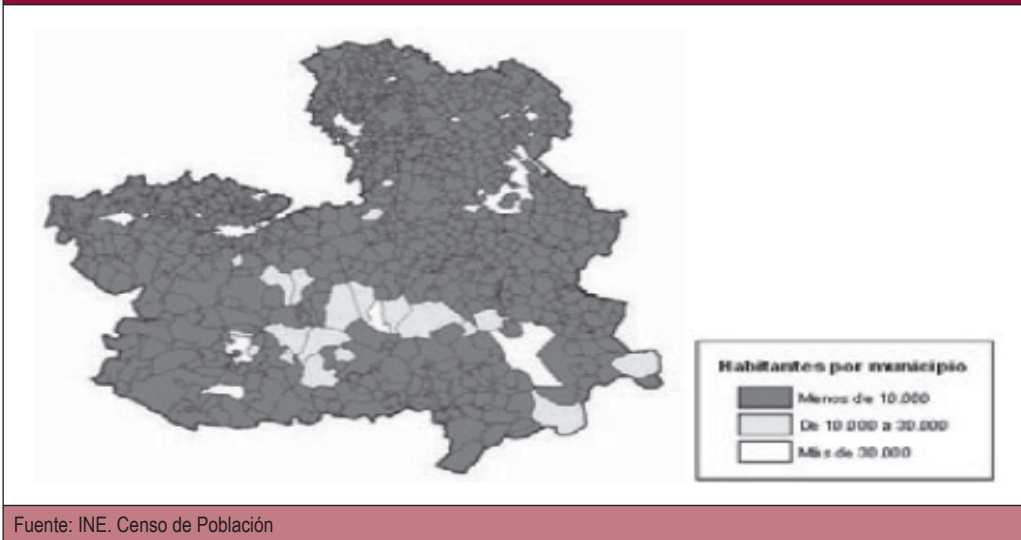 Habitantes por municipio
Menos de 10.000
De 10.000 a 30.000
Más de 30.000
Fuente: INE. Censo de Población